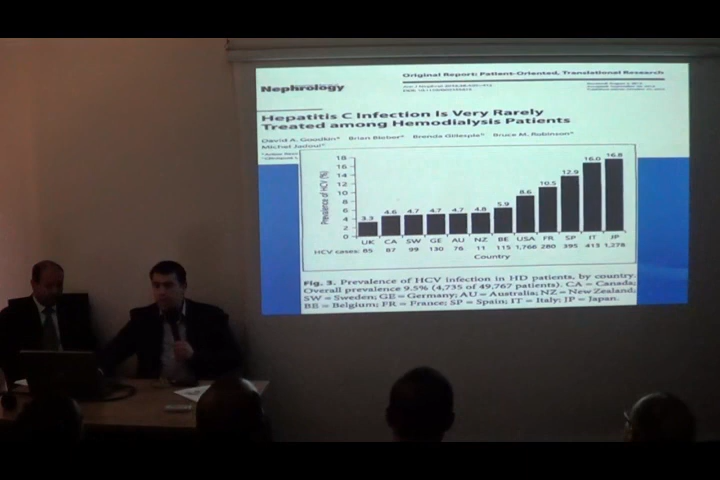 Original Report: Patient-Oriented, Translational Research
Nephrology
Hepatitis C Infection Is Very Rarely
Treated among Hemodialysis Patients
David A. Goodkin Brian Bieber Brenda Gillespie Bruce M. Robinson
Michel Jadoul
18
16
14
12
10
8
6
4
2
0
Prevalence of HCV (%)
3.3 4.6 4.7 4.7 4.7 4.8 5.9 8.6 10.5 12.9 16.0 16.8
UK CA SW GE AU NZ BE USA FR SP IT JP
HCV cases: 85 87 99 130 76 11 115 1,766 280 395 413 1,278
Country
Fig. 3. Prevalence of HCV infection in HD patients, by country.
Overall prevalence 9.5% (4,735 of 49,767 patients). CA = Canada;
SW = Sweden; GE = Germany; AU = Australia; NZ = New Zealand;
BE = Belgium; FR = France; SP = Spain; IT = Italy; JP = Japan.